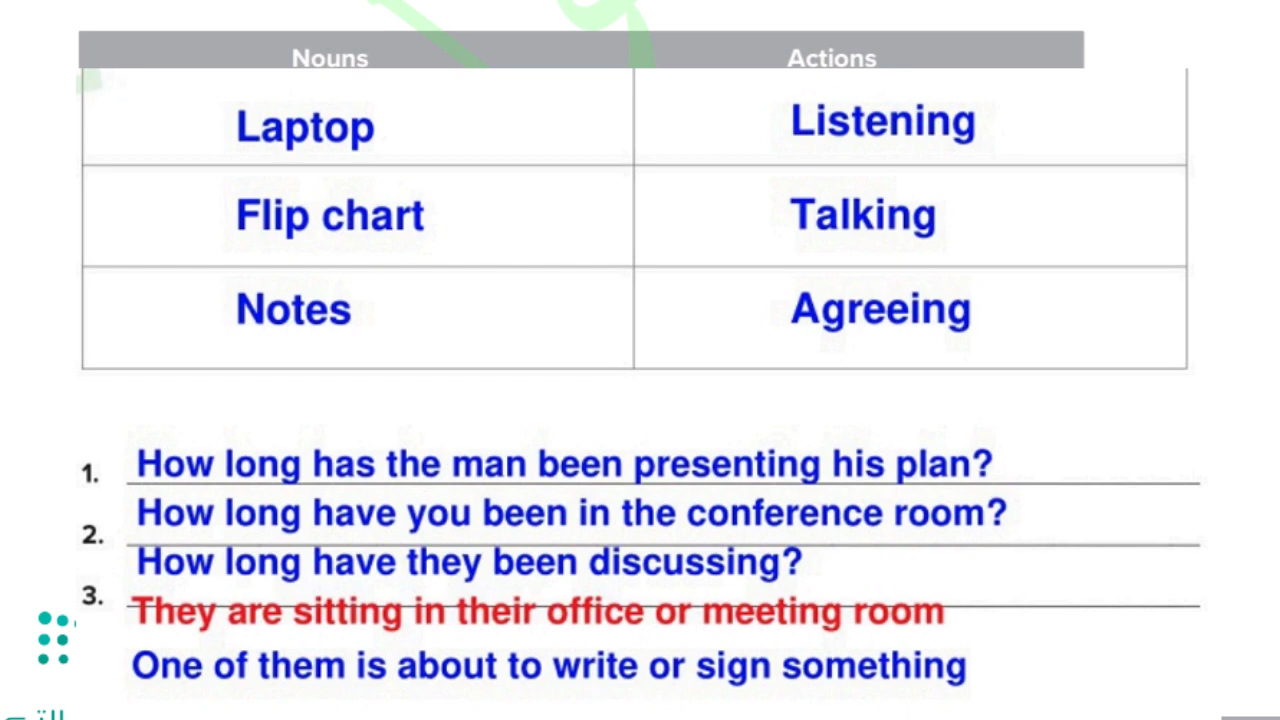 Nouns Actions
Laptop Listening
Flip chart Talking
Notes Agreeing
1. How long has the man been presenting his plan?
2. How long have you been in the conference room?
3. How long have they been discussing?
They are sitting in their office or meeting room
One of them is about to write or sign something